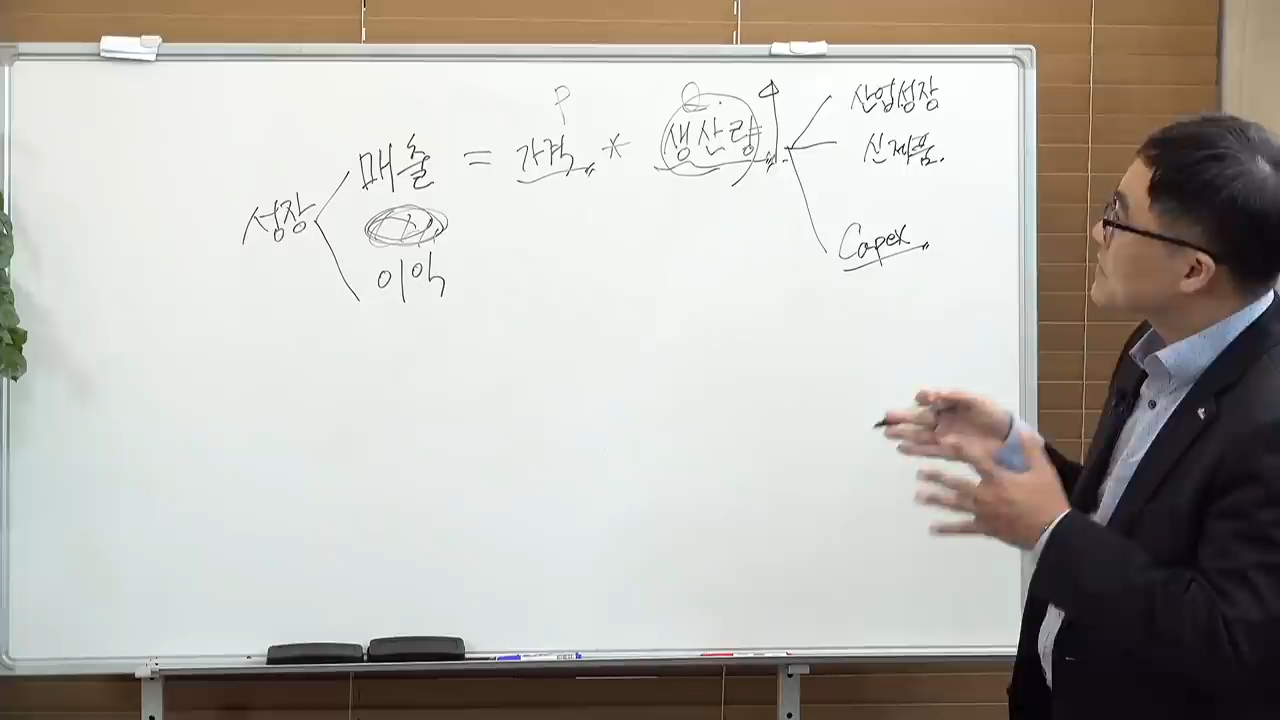 P Q
성장 매출 = 가격 * 생산량
이익
산업성장
신제품.
Capex